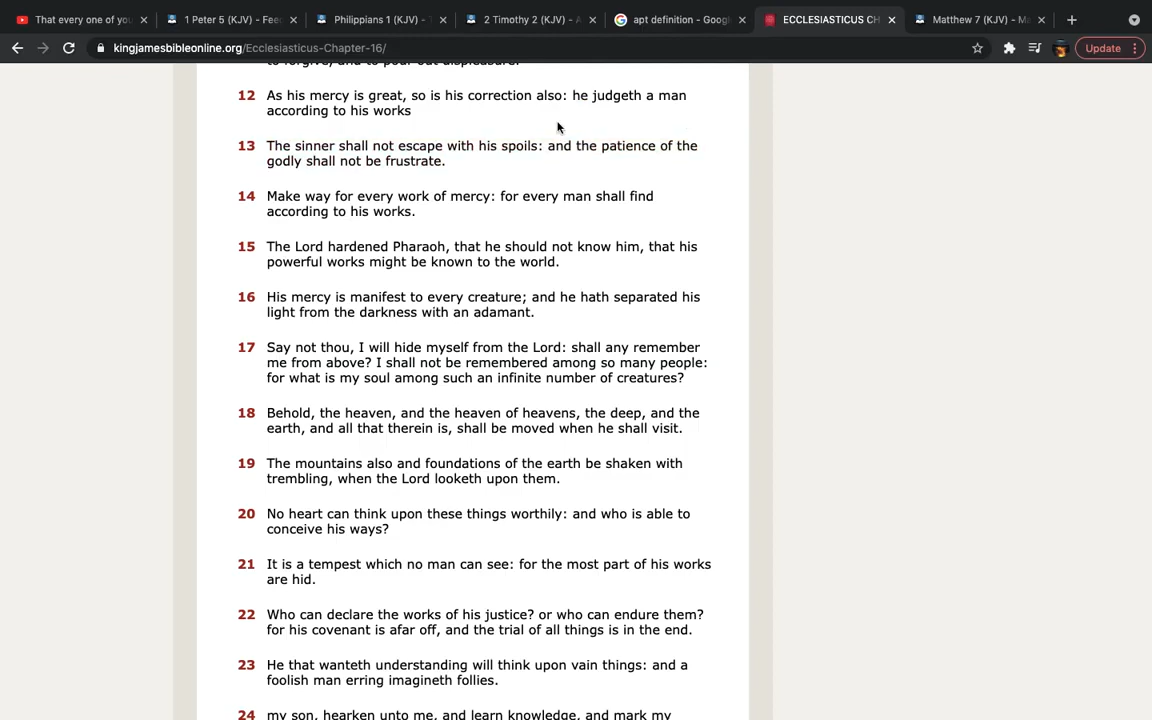 That every one of you
1 Peter 5 (KJV) - Fee
Philippians 1 (KJV) -
2 Timothy 2 (KJV) - A
apt definition - Googl
ECCLESIASTICUS CH
Matthew 7 (KJV) - M
kingjamesbibleonline.org/Ecclesiasticus-Chapter-16/
Update
to forgive, and to pour out displeasure.
12 As his mercy is great, so is his correction also: he judgeth a man
according to his works
13 The sinner shall not escape with his spoils: and the patience of the
godly shall not be frustrate.
14 Make way for every work of mercy: for every man shall find
according to his works.
15 The Lord hardened Pharaoh, that he should not know him, that his
powerful works might be known to the world.
16 His mercy is manifest to every creature; and he hath separated his
light from the darkness with an adamant.
17 Say not thou, I will hide myself from the Lord: shall any remember
me from above? I shall not be remembered among so many people:
for what is my soul among such an infinite number of creatures?
18 Behold, the heaven, and the heaven of heavens, the deep, and the
earth, and all that therein is, shall be moved when he shall visit.
19 The mountains also and foundations of the earth be shaken with
trembling, when the Lord looketh upon them.
20 No heart can think upon these things worthily: and who is able to
conceive his ways?
21 It is a tempest which no man can see: for the most part of his works
are hid.
22 Who can declare the works of his justice? or who can endure them?
for his covenant is afar off, and the trial of all things is in the end.
23 He that wanteth understanding will think upon vain things: and a
foolish man erring imagineth follies.
24 my son, hearken unto me, and learn knowledge, and mark my